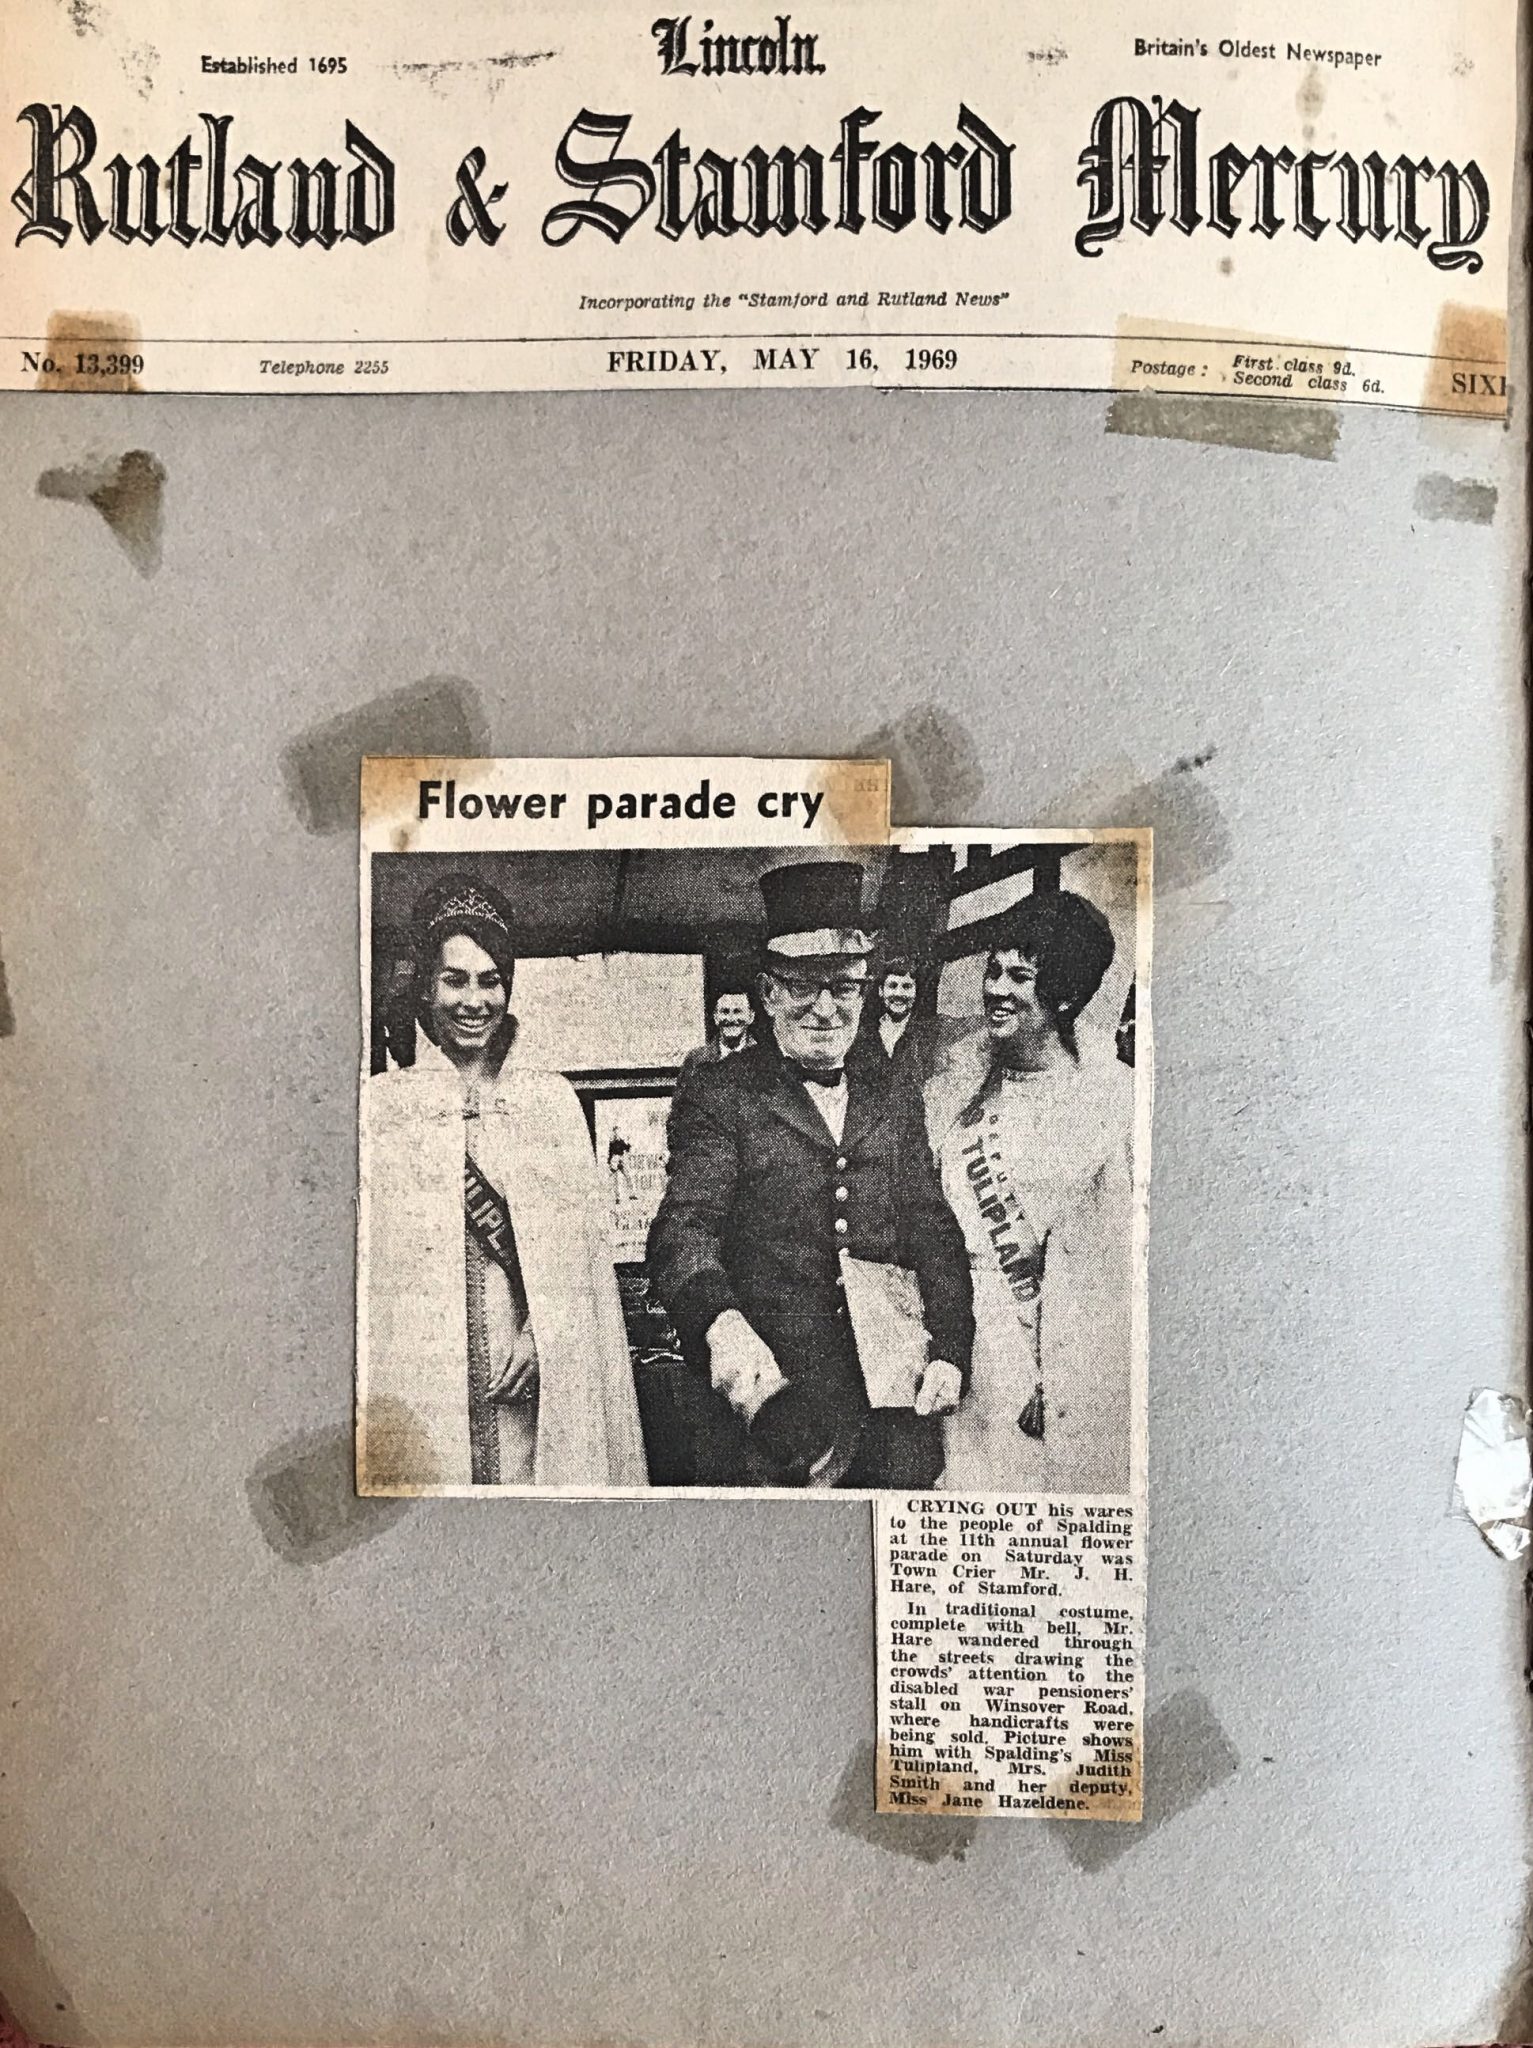 Established 1695
Lincoln.
Britain's Oldest Newspaper
Rutland & Stamford Mercury
Incorporating the "Stamford and Rutland News"
No. 13,399
Telephone 2255
FRIDAY, MAY 16, 1969
Postage: First class 9d.
Second class 6d.
Flower parade cry
DEPUTY
TULIPLAND
CRYING OUT his wares
to the people of Spalding
at the 11th annual flower
parade on Saturday was
Town Crier Mr. J. H.
Hare, of Stamford.
In traditional costume,
complete with bell, Mr.
Hare wandered through
the streets drawing the
crowds' attention to the
disabled war pensioners'
stall on Winsover Road,
where handicrafts were
being sold. Picture shows
him with Spalding's Miss
Tulipland, Mrs. Judith
Smith and her deputy,
Miss Jane Hazeldene.